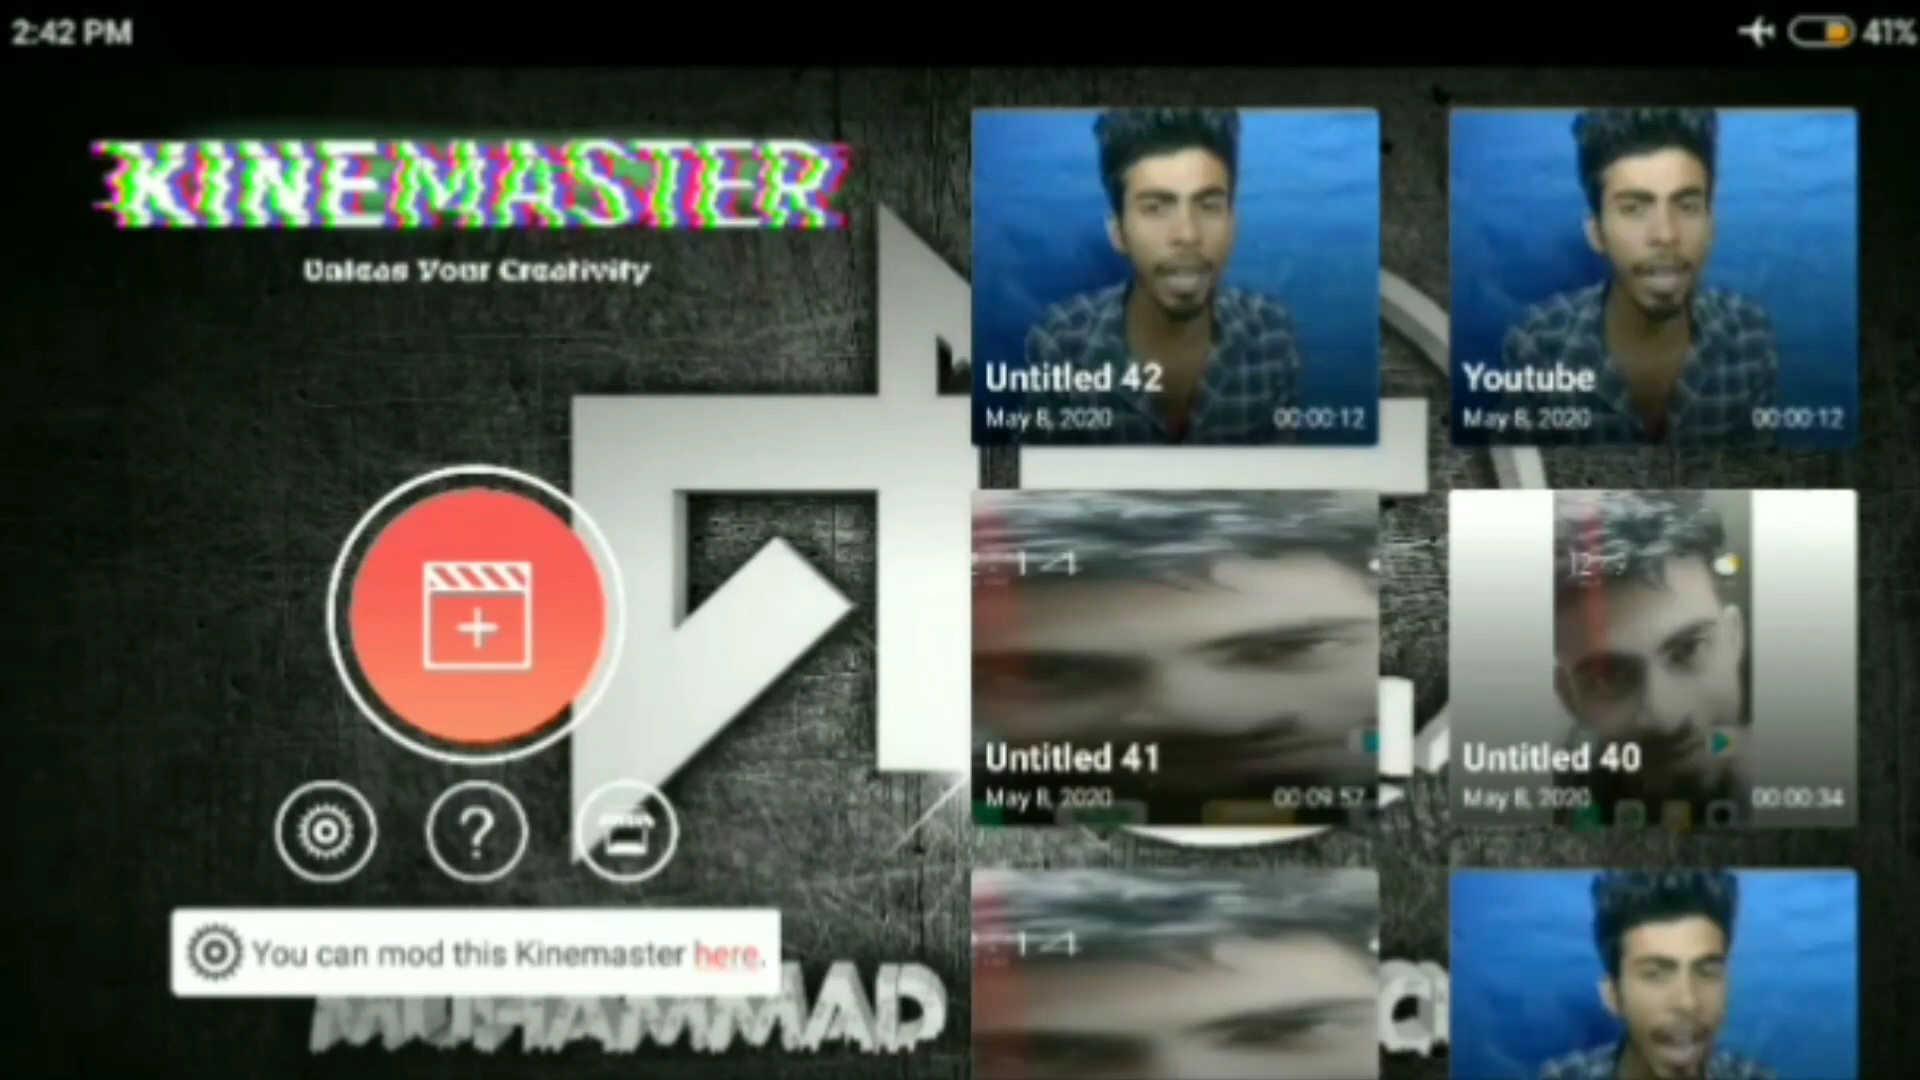 2:42 PM
41%
KINEMASTER
Unleas Your Creativity
Untitled 42
May 8, 2020 00:00:12
Youtube
May 8, 2020 00:00:12
Untitled 41
May 8, 2020 00:09:57
Untitled 40
May 8, 2020 00:00:34
You can mod this Kinemaster here.
MUHAMMAD